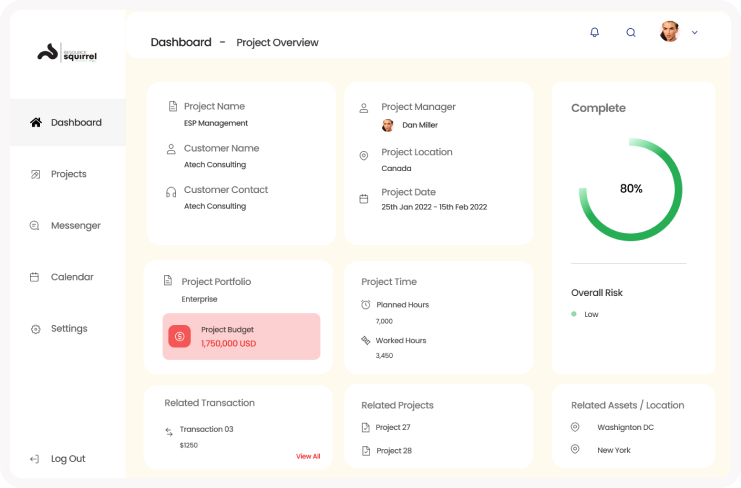 RESOURCE
squirrel
Dashboard
Projects
Messenger
Calendar
Settings
Log Out
Dashboard - Project Overview
Project Name
ESP Management
Customer Name
Atech Consulting
Customer Contact
Atech Consulting
Project Manager
Dan Miller
Project Location
Canada
Project Date
25th Jan 2022 - 15th Feb 2022
Complete
80%
Overall Risk
Low
Project Portfolio
Enterprise
Project Budget
1,750,000 USD
Project Time
Planned Hours
7,000
Worked Hours
3,450
Related Transaction
Transaction 03
$1250
View All
Related Projects
Project 27
Project 28
Related Assets / Location
Washignton DC
New York